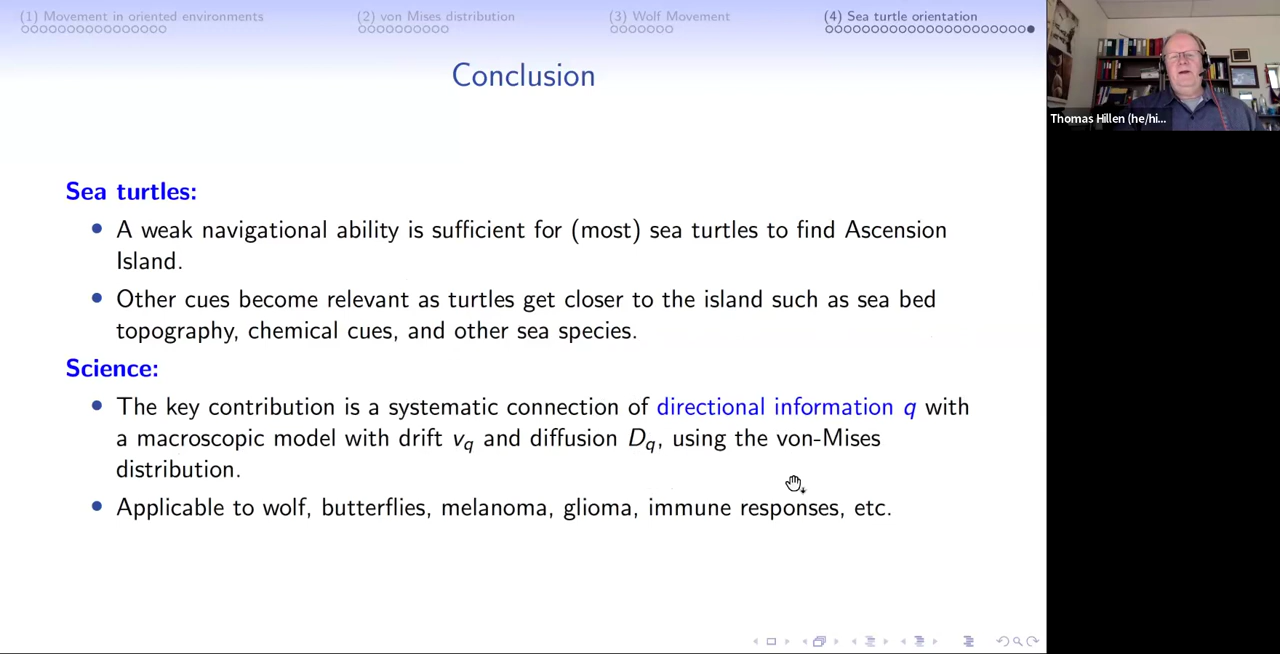 (1) Movement in oriented environments (2) von Mises distribution (3) Wolf Movement (4) Sea turtle orientation
Thomas Hillen (he/hi...
Conclusion
Sea turtles:
• A weak navigational ability is sufficient for (most) sea turtles to find Ascension
Island.
• Other cues become relevant as turtles get closer to the island such as sea bed
topography, chemical cues, and other sea species.
Science:
• The key contribution is a systematic connection of directional information q with
a macroscopic model with drift v_q and diffusion D_q, using the von-Mises
distribution.
• Applicable to wolf, butterflies, melanoma, glioma, immune responses, etc.